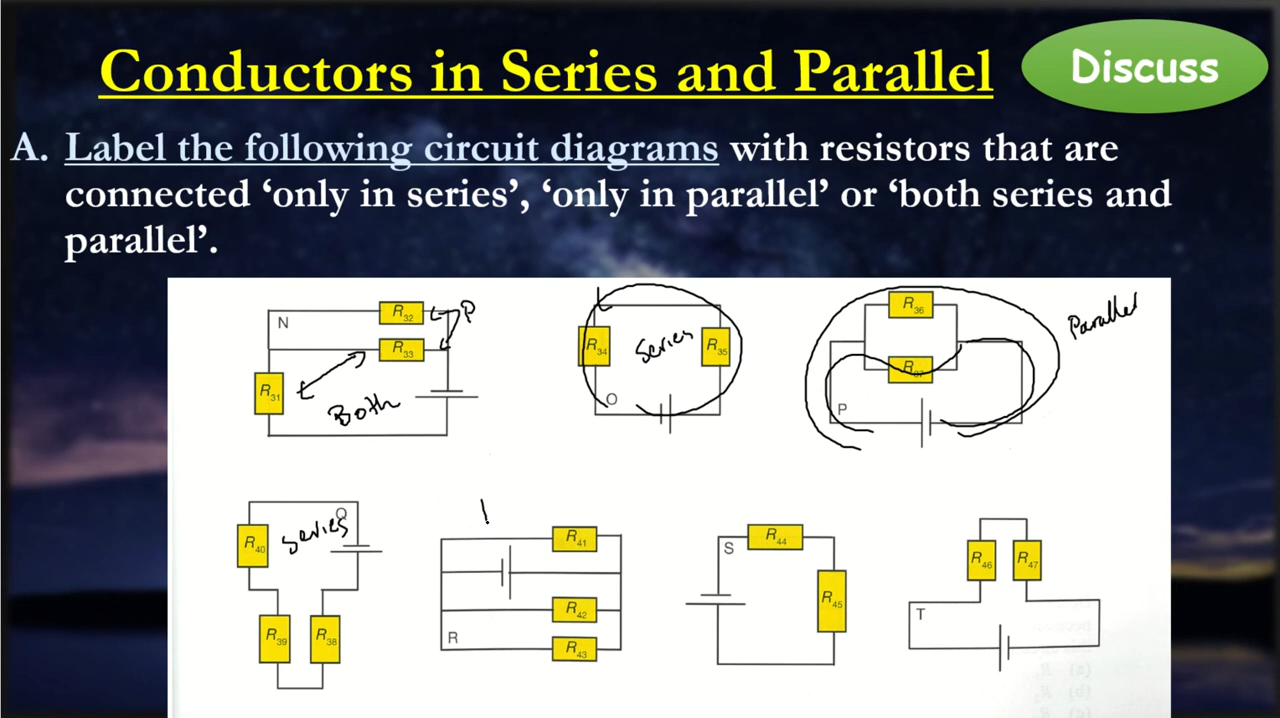 Conductors in Series and Parallel
Discuss
A. Label the following circuit diagrams with resistors that are
connected ‘only in series’, ‘only in parallel’ or ‘both series and
parallel’.
N
R32
P
R33
R31
Both
R34
Series
R35
O
R36
Parallel
R37
P
Q
R40
series
R39
R38
R41
R42
R
R43
S
R44
R45
R46
R47
T